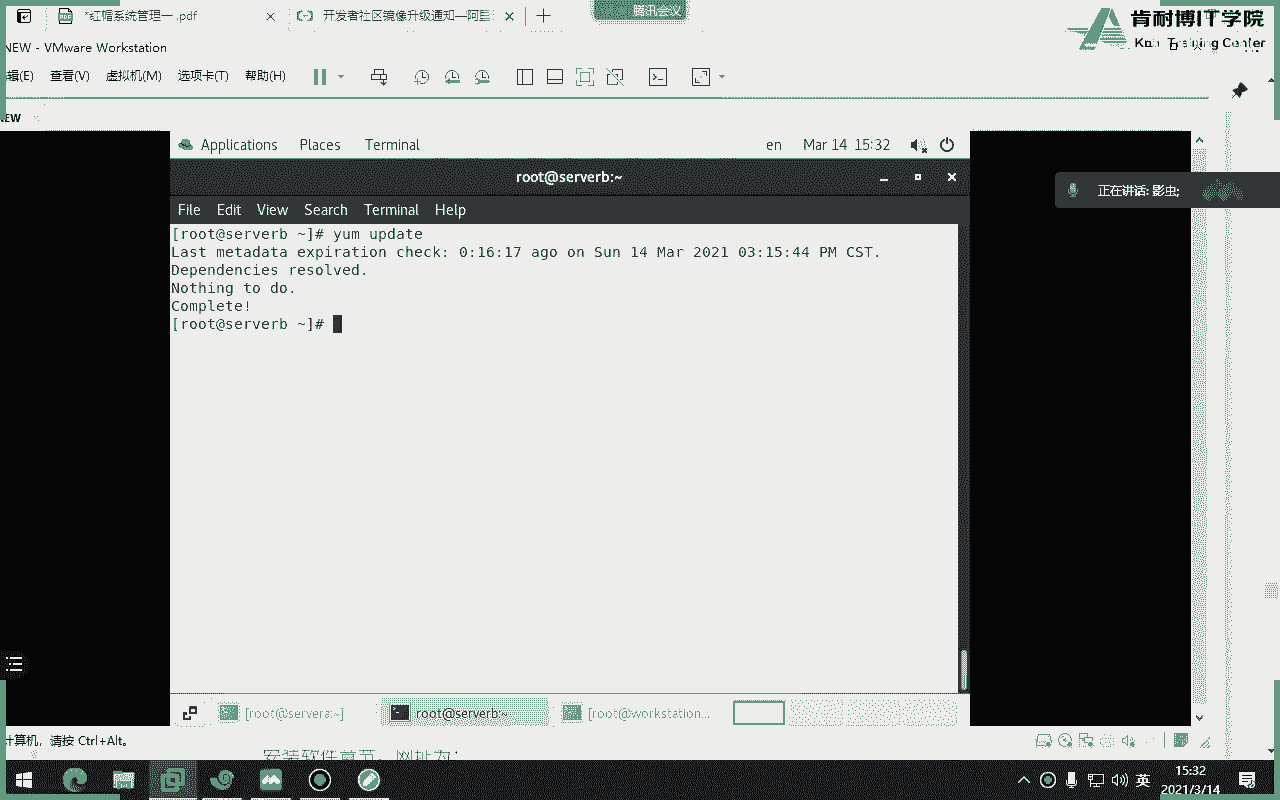 *红帽系统管理一 .pdf
开发者社区镜像升级通知—阿里
腾讯会议
肯耐博IT学院
NEW - VMware Workstation
辑(E) 查看(V) 虚拟机(M) 选项卡(T) 帮助(H)
EW
Applications Places Terminal en Mar 14 15:32
root@serverb:~
正在讲话: 影虫;
File Edit View Search Terminal Help
[root@serverb ~]# yum update
Last metadata expiration check: 0:16:17 ago on Sun 14 Mar 2021 03:15:44 PM CST.
Dependencies resolved.
Nothing to do.
Complete!
[root@serverb ~]#
[root@servera:~]
root@serverb:~
[root@workstation...
计算机，请按 Ctrl+Alt。
安装软件章节，网址为：
英
15:32
2021/3/14